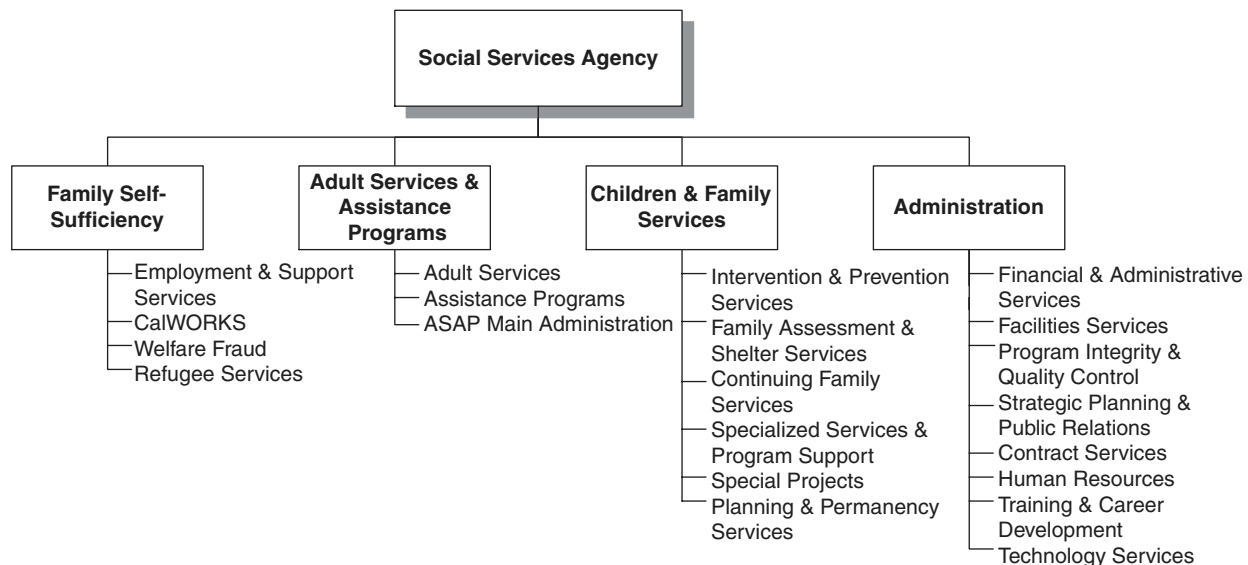 Social Services Agency
Family Self-
Sufficiency
Adult Services &
Assistance
Programs
Children & Family
Services
Administration
Employment & Support
Services
CalWORKS
Welfare Fraud
Refugee Services
Adult Services
Assistance Programs
ASAP Main Administration
Intervention & Prevention
Services
Family Assessment &
Shelter Services
Continuing Family
Services
Specialized Services &
Program Support
Special Projects
Planning & Permanency
Services
Financial & Administrative
Services
Facilities Services
Program Integrity &
Quality Control
Strategic Planning &
Public Relations
Contract Services
Human Resources
Training & Career
Development
Technology Services